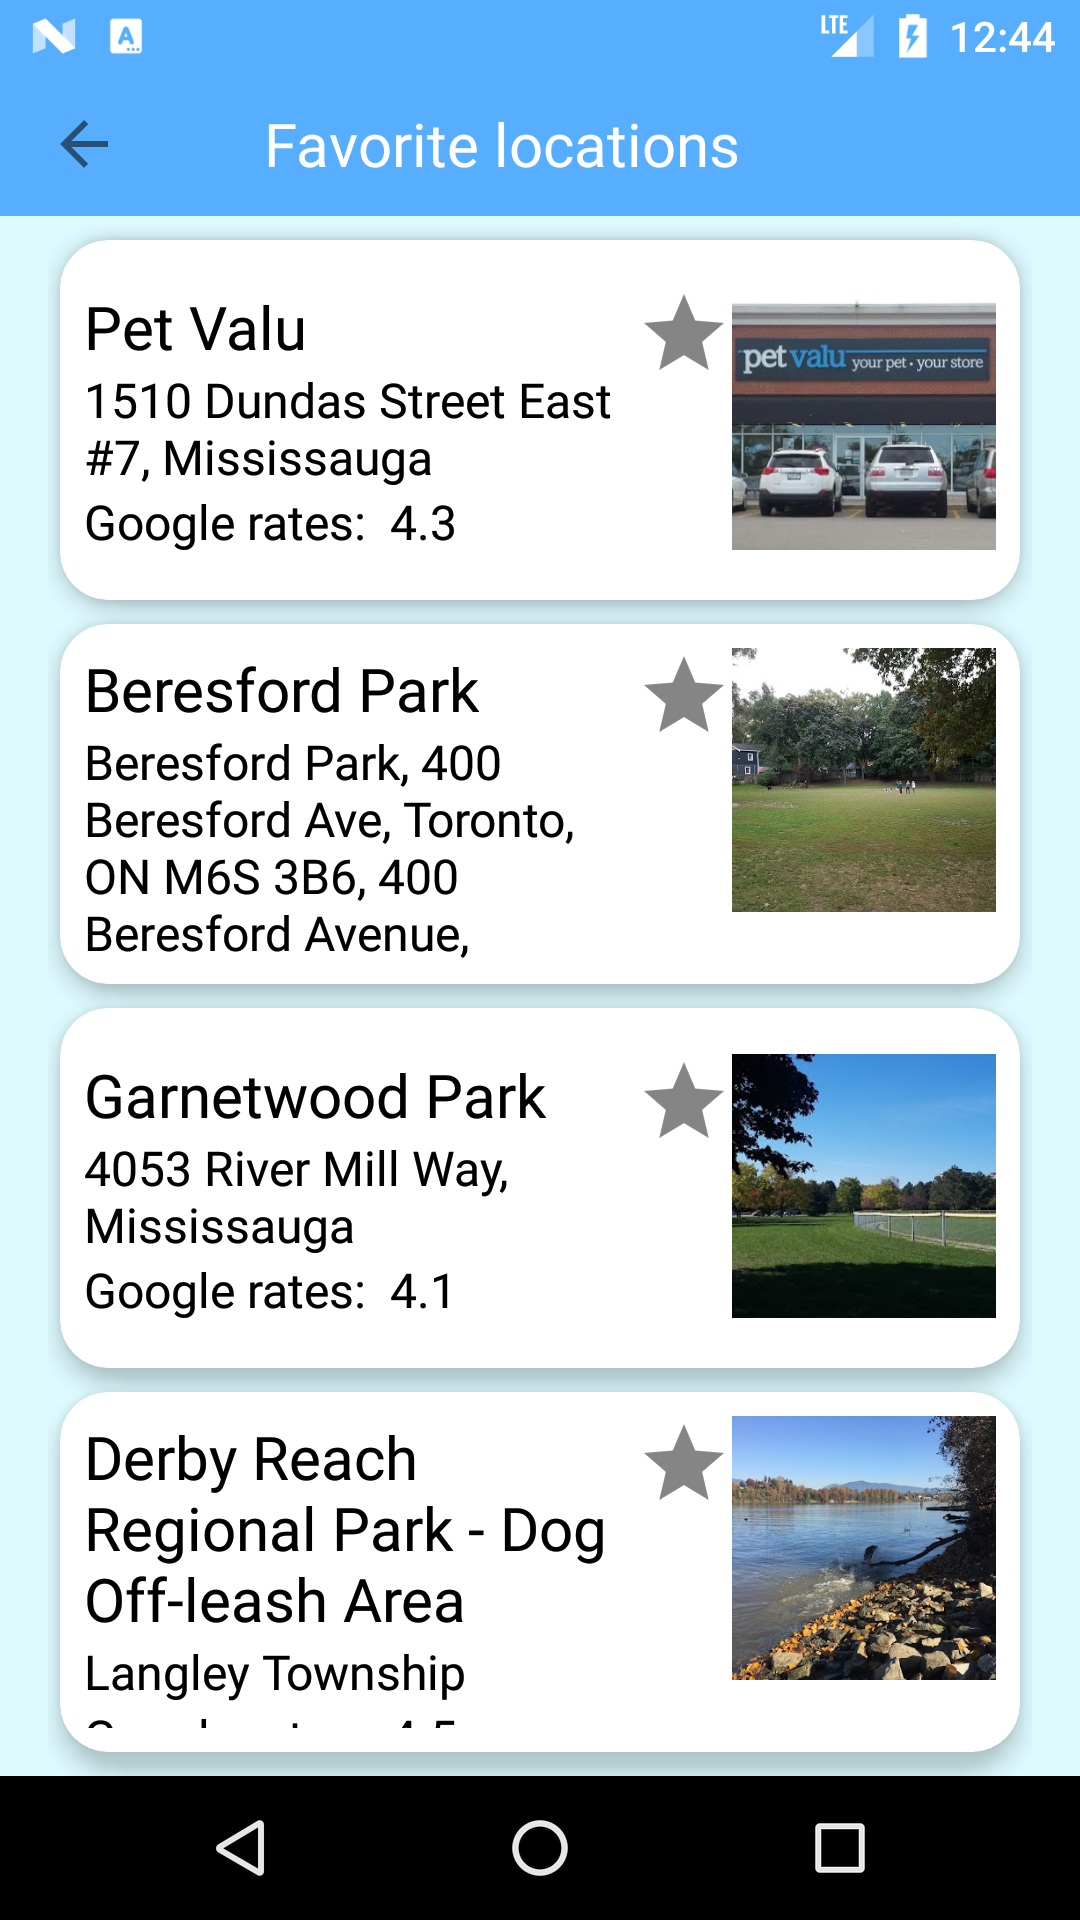 LTE 12:44
Favorite locations
Pet Valu
1510 Dundas Street East
#7, Mississauga
Google rates: 4.3
pet valu your pet • your store
Beresford Park
Beresford Park, 400
Beresford Ave, Toronto,
ON M6S 3B6, 400
Beresford Avenue,
Garnetwood Park
4053 River Mill Way,
Mississauga
Google rates: 4.1
Derby Reach
Regional Park - Dog
Off-leash Area
Langley Township